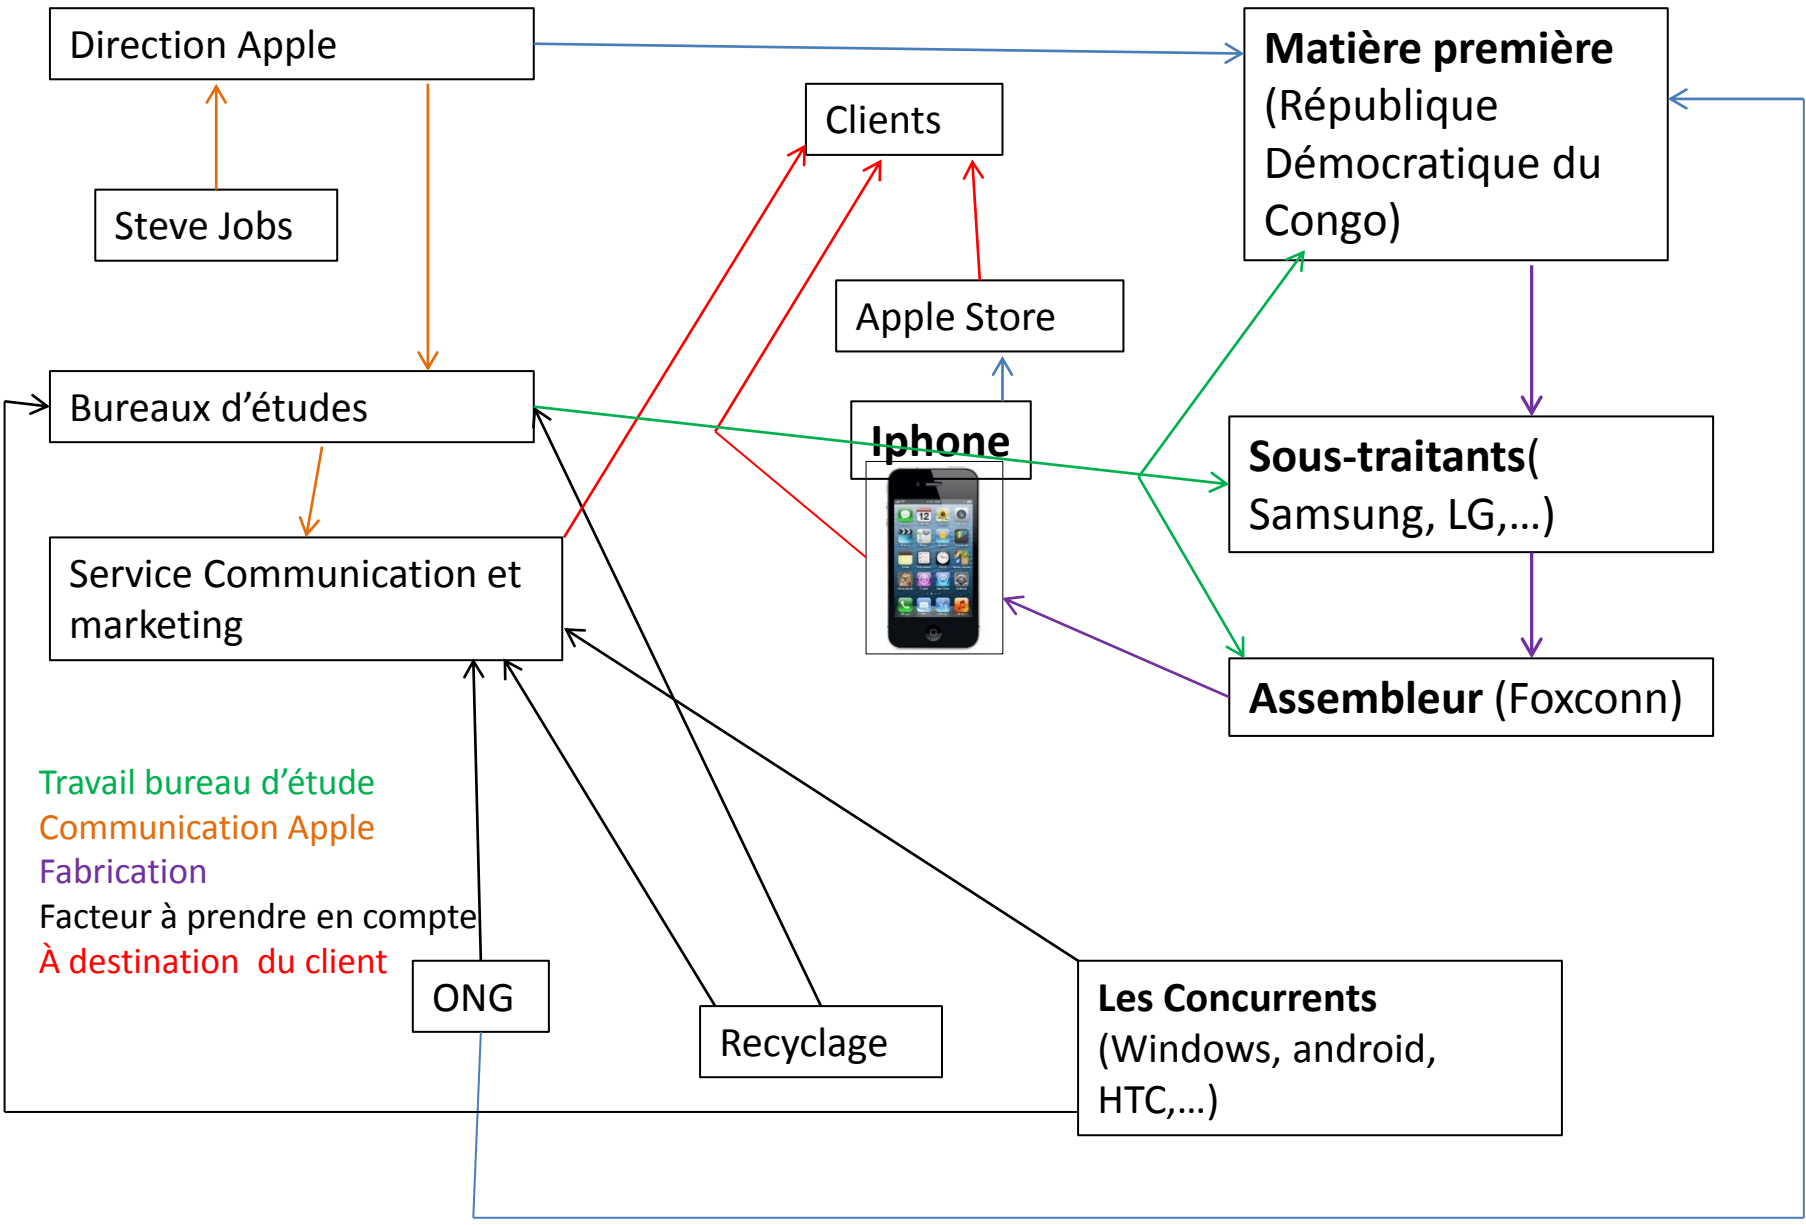 Direction Apple
Matière première
(République
Démocratique du
Congo)
Clients
Steve Jobs
Apple Store
Bureaux d’études
Iphone
Sous-traitants(
Samsung, LG,…)
Service Communication et
marketing
Assembleur (Foxconn)
Travail bureau d’étude
Communication Apple
Fabrication
Facteur à prendre en compte
À destination  du client
ONG
Recyclage
Les Concurrents
(Windows, android,
HTC,…)